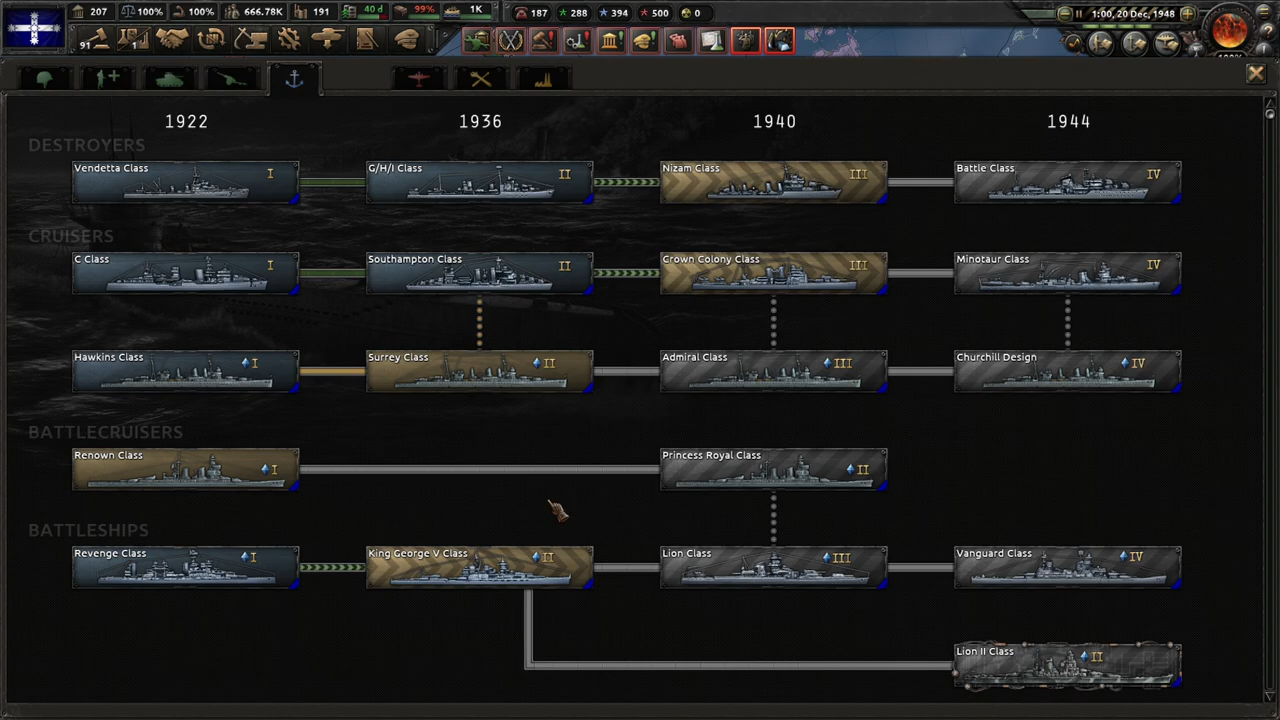 207 100% 100% 666.78K 191 40 d 99% 1K 187 288 394 500 0 1:00, 20 Dec, 1948
91 1 100%
1922 1936 1940 1944
DESTROYERS
Vendetta Class I G/H/I Class II Nizam Class III Battle Class IV
CRUISERS
C Class I Southampton Class II Crown Colony Class III Minotaur Class IV
Hawkins Class I Surrey Class II Admiral Class III Churchill Design IV
BATTLECRUISERS
Renown Class I Princess Royal Class II
BATTLESHIPS
Revenge Class I King George V Class II Lion Class III Vanguard Class IV
Lion II Class II